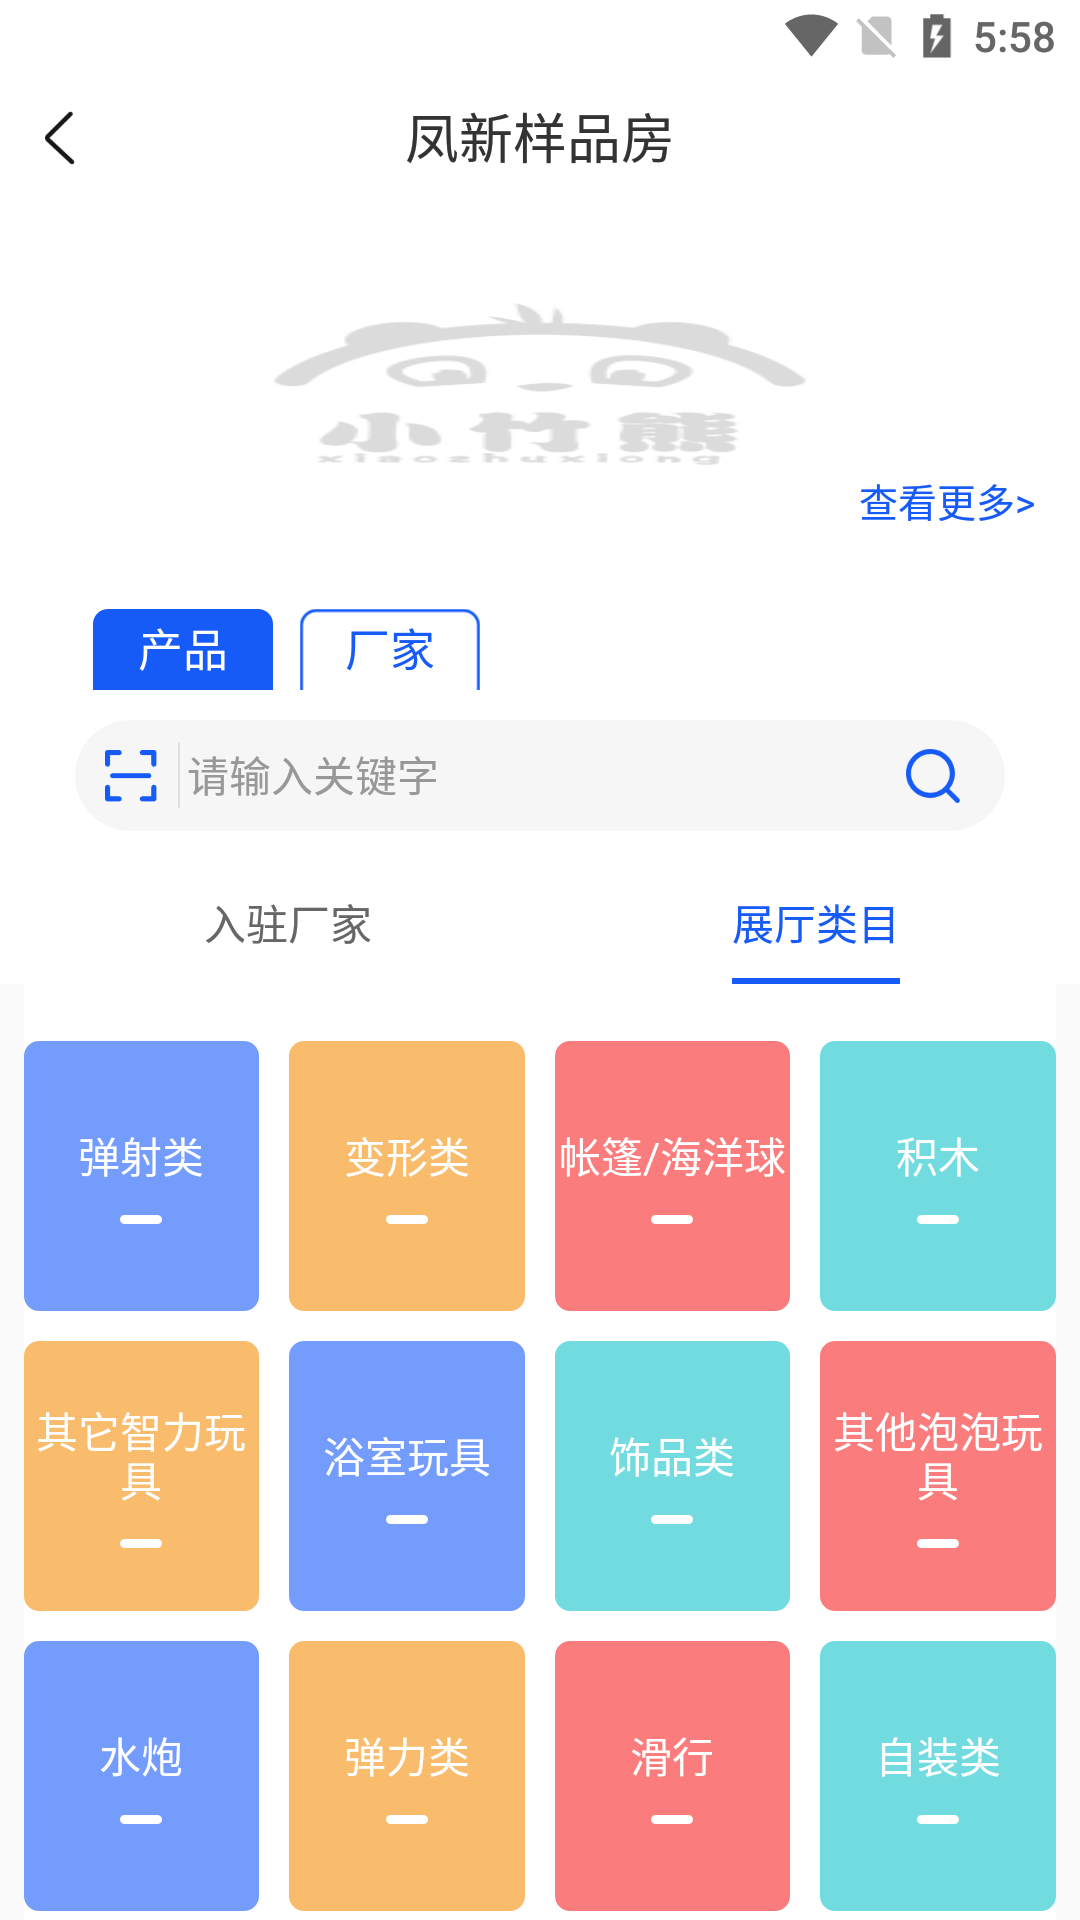 5:58
凤新样品房
小竹熊
xiaozhuxiong
查看更多>
产品
厂家
请输入关键字
入驻厂家
展厅类目
弹射类
变形类
帐篷/海洋球
积木
其它智力玩
具
浴室玩具
饰品类
其他泡泡玩
具
水炮
弹力类
滑行
自装类